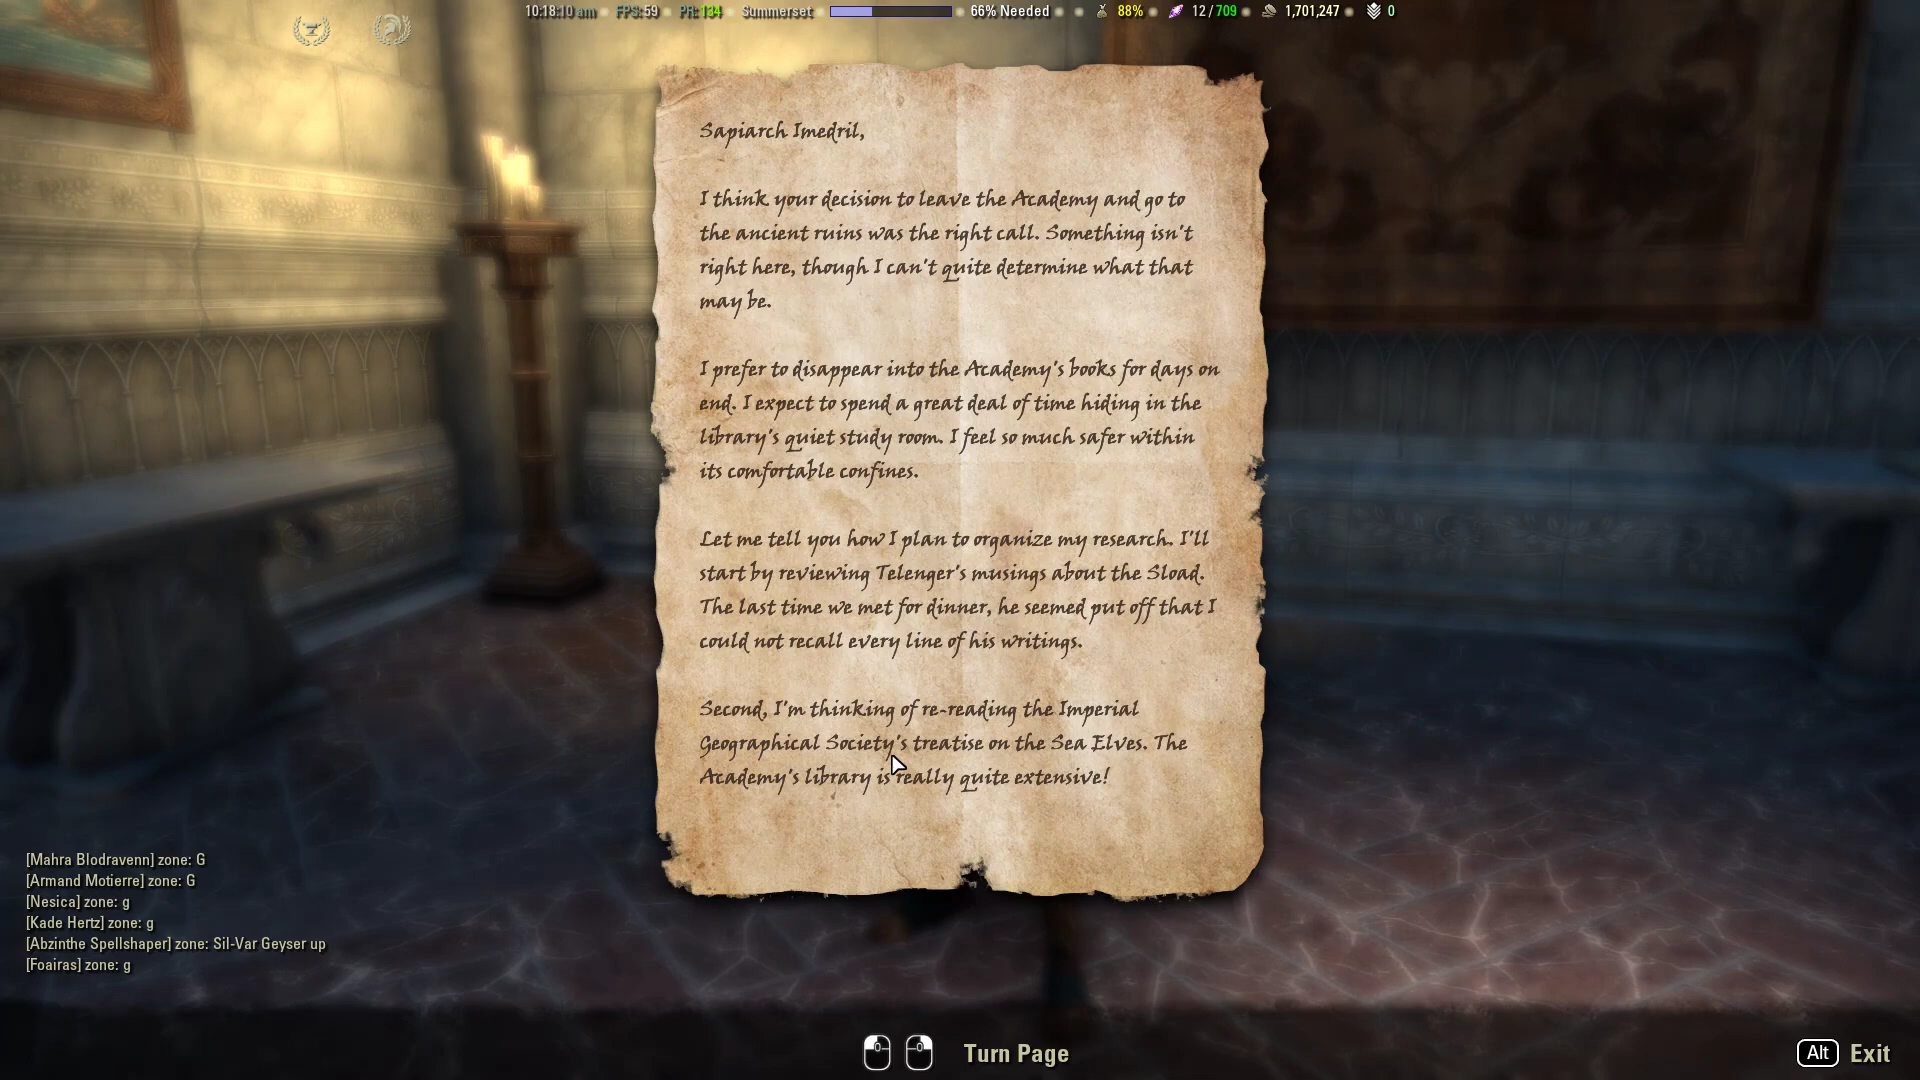 10:18:10 am FPS: 59 PR: 134 Summerset 66% Needed 88% 12 / 709 1,701,247 0
Sapiarch Imedril,
I think your decision to leave the Academy and go to
the ancient ruins was the right call. Something isn't
right here, though I can't quite determine what that
may be.
I prefer to disappear into the Academy's books for days on
end. I expect to spend a great deal of time hiding in the
library's quiet study room. I feel so much safer within
its comfortable confines.
Let me tell you how I plan to organize my research. I'll
start by reviewing Telenger's musings about the Sload.
The last time we met for dinner, he seemed put off that I
could not recall every line of his writings.
Second, I'm thinking of re-reading the Imperial
Geographical Society's treatise on the Sea Elves. The
Academy's library is really quite extensive!
[Mahra Blodravenn] zone: G
[Armand Motierre] zone: G
[Nesica] zone: g
[Kade Hertz] zone: g
[Abzinthe Spellshaper] zone: Sil-Var Geyser up
[Foairas] zone: g
Turn Page
Alt Exit